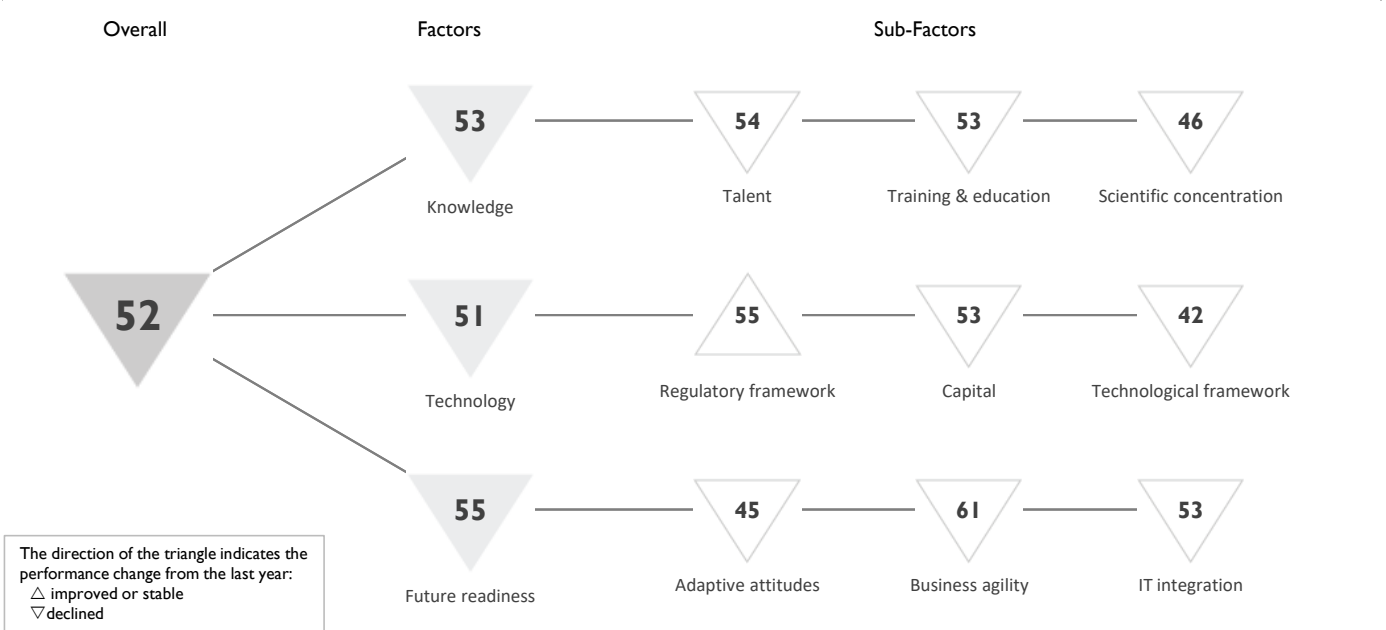 Overall Factors Sub-Factors
53 54 53 46
Knowledge Talent Training & education Scientific concentration
52 51 55 53 42
Technology Regulatory framework Capital Technological framework
55 45 61 53
Future readiness Adaptive attitudes Business agility IT integration
The direction of the triangle indicates the
performance change from the last year:
△ improved or stable
▽ declined